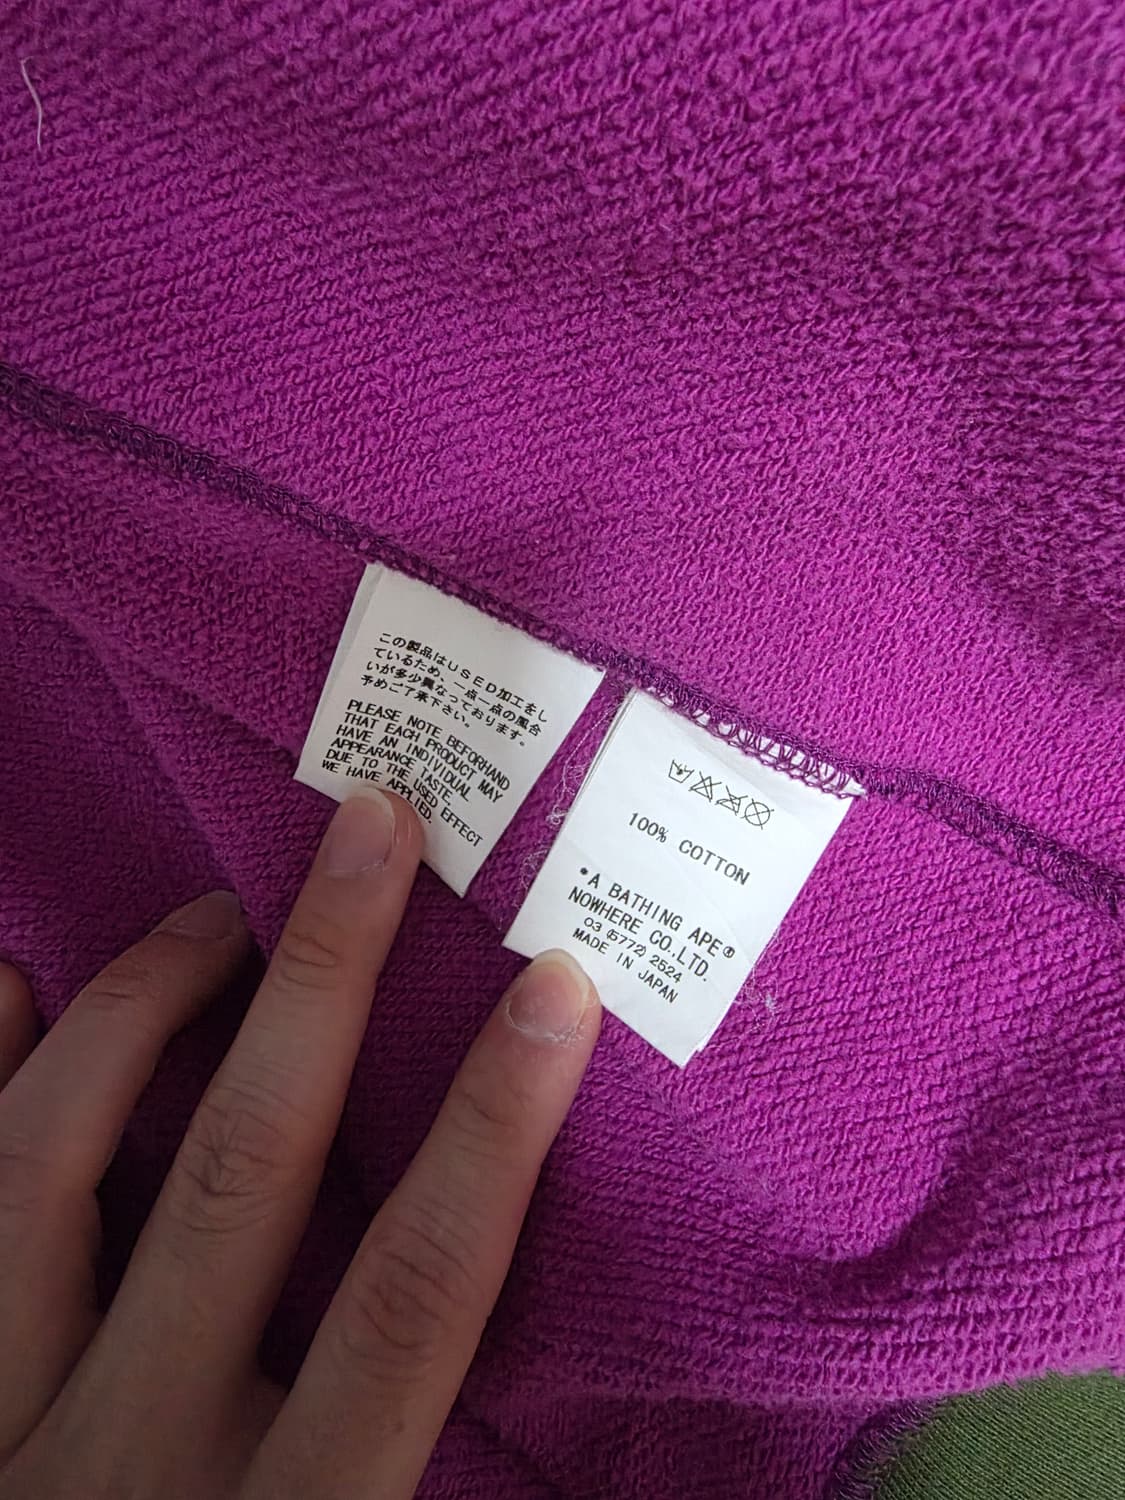 この製品はUSED加工をし
ているため、一点一点の風合
いが多少異なっております。
予めご了承下さい。
PLEASE NOTE BEFORHAND
THAT EACH PRODUCT MAY
HAVE AN INDIVIDUAL
APPEARANCE TASTE,
DUE TO THE USED EFFECT
WE HAVE APPLIED.
100% COTTON
*A BATHING APE®
NOWHERE CO.,LTD.
03 (5772) 2524
MADE IN JAPAN